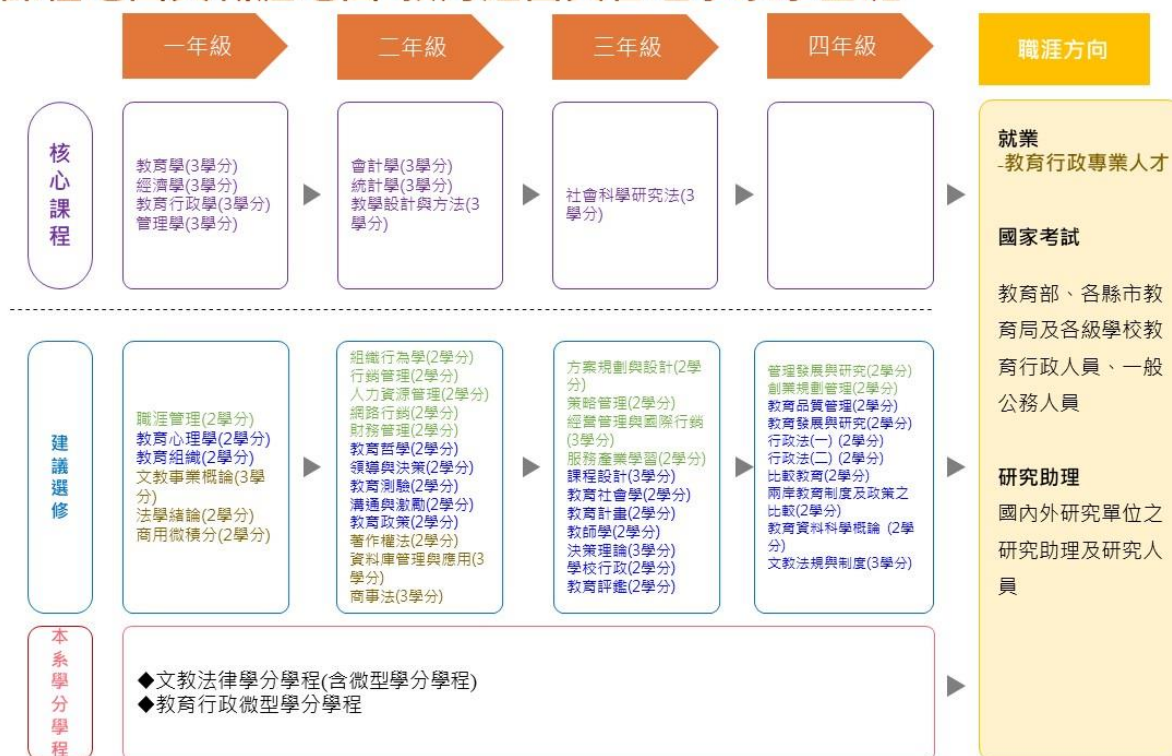 一年級
二年級
三年級
四年級
職涯方向
核
心
課
程
教育學(3學分)
經濟學(3學分)
教育行政學(3學分)
管理學(3學分)
會計學(3學分)
統計學(3學分)
教學設計與方法(3
學分)
社會科學研究法(3
學分)
建
議
選
修
職涯管理(2學分)
教育心理學(2學分)
教育組織(2學分)
文教事業概論(3學
分)
法學緒論(2學分)
商用微積分(2學分)
組織行為學(2學分)
行銷管理(2學分)
人力資源管理(2學分)
網路行銷(2學分)
財務管理(2學分)
教育哲學(2學分)
領導與決策(2學分)
教育測驗(2學分)
溝通與激勵(2學分)
教育政策(2學分)
著作權法(2學分)
資料庫管理與應用(3
學分)
商事法(3學分)
方案規劃與設計(2學
分)
策略管理(2學分)
經營管理與國際行銷
(3學分)
服務產業學習(2學分)
課程設計(3學分)
教育社會學(2學分)
教育計畫(2學分)
教師學(2學分)
決策理論(3學分)
學校行政(2學分)
教育評鑑(2學分)
管理發展與研究(2學分)
創業規劃管理(2學分)
教育品質管理(2學分)
教育發展與研究(2學分)
行政法(一) (2學分)
行政法(二) (2學分)
比較教育(2學分)
兩岸教育制度及政策之
比較(2學分)
教育資料科學概論 (2學
分)
文教法規與制度(3學分)
本
系
學
分
學
程
◆文教法律學分學程(含微型學分學程)
◆教育行政微型學分學程
就業
-教育行政專業人才
國家考試
教育部、各縣市教
育局及各級學校教
育行政人員、一般
公務人員
研究助理
國內外研究單位之
研究助理及研究人
員